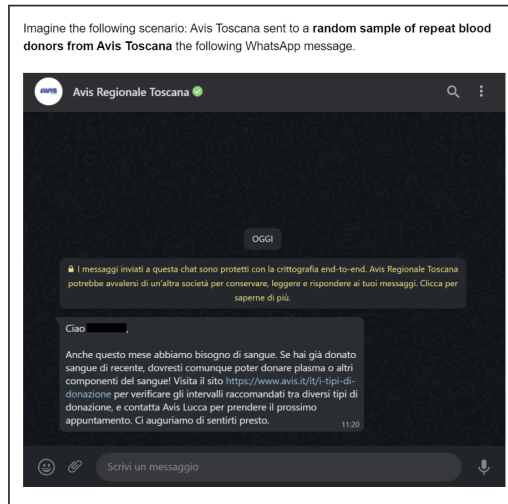 Imagine the following scenario: Avis Toscana sent to a random sample of repeat blood
donors from Avis Toscana the following WhatsApp message.
AVIS
Avis Regionale Toscana
OGGI
I messaggi inviati a questa chat sono protetti con la crittografia end-to-end. Avis Regionale Toscana
potrebbe avvalersi di un'altra società per conservare, leggere e rispondere ai tuoi messaggi. Clicca per
saperne di più.
Ciao ,
Anche questo mese abbiamo bisogno di sangue. Se hai già donato
sangue di recente, dovresti comunque poter donare plasma o altri
componenti del sangue! Visita il sito https://www.avis.it/it/i-tipi-di-
donazione per verificare gli intervalli raccomandati tra diversi tipi di
donazione, e contatta Avis Lucca per prendere il prossimo
appuntamento. Ci auguriamo di sentirti presto.
11:20
Scrivi un messaggio